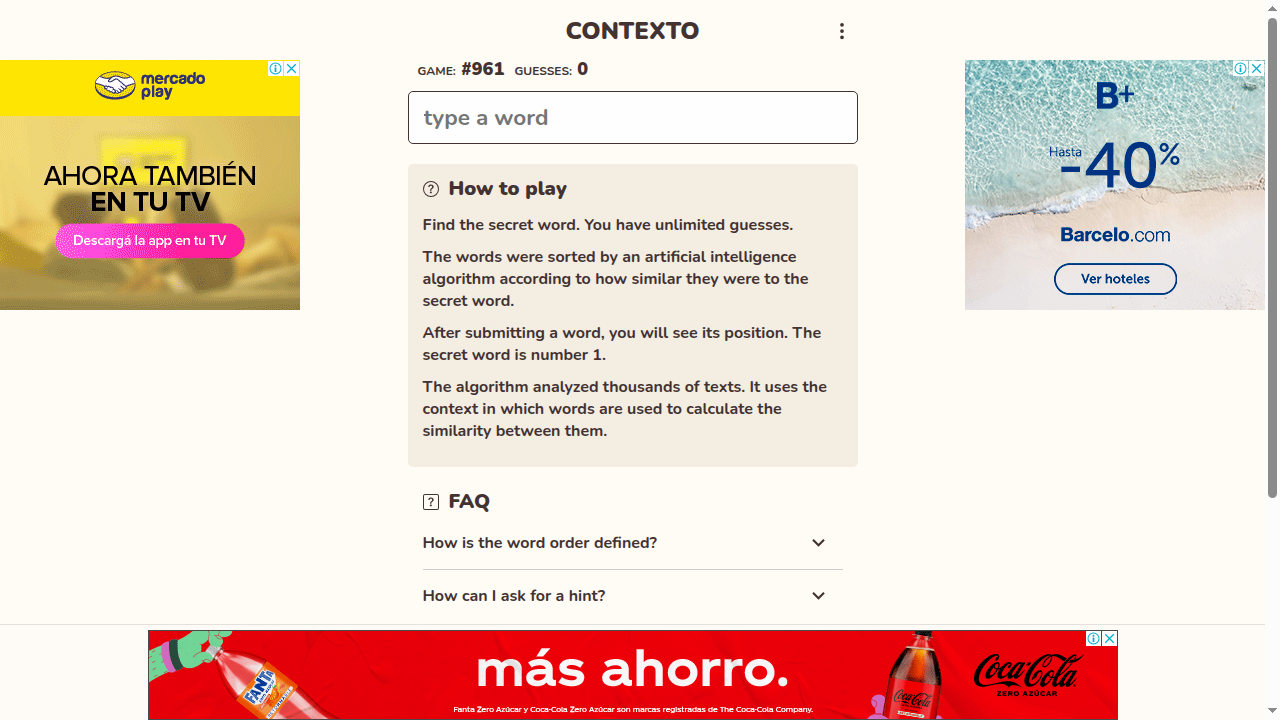 CONTEXTO
GAME: #961 GUESSES: 0
type a word
How to play
Find the secret word. You have unlimited guesses.
The words were sorted by an artificial intelligence
algorithm according to how similar they were to the
secret word.
After submitting a word, you will see its position. The
secret word is number 1.
The algorithm analyzed thousands of texts. It uses the
context in which words are used to calculate the
similarity between them.
FAQ
How is the word order defined?
How can I ask for a hint?
mercado
play
AHORA TAMBIÉN
EN TU TV
Descargá la app en tu TV
B+
Hasta
-40%
Barcelo.com
Ver hoteles
FANTA
más ahorro.
Fanta Zero Azúcar y Coca-Cola Zero Azúcar son marcas registradas de The Coca-Cola Company.
Coca-Cola
Coca-Cola
ZERO AZÚCAR